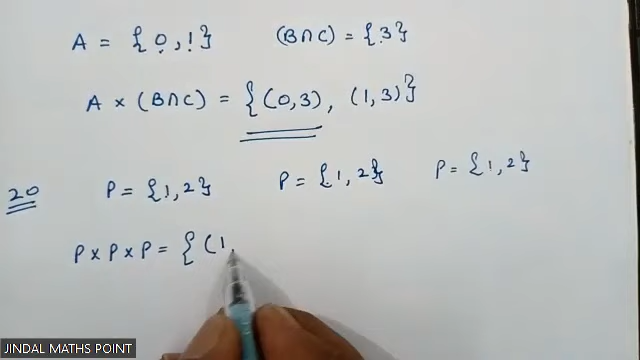 A = {0, 1} (B∩C) = {3}
A × (B∩C) = {(0,3), (1,3)}
20 P = {1, 2} P = {1, 2} P = {1, 2}
P × P × P = { (1,
JINDAL MATHS POINT